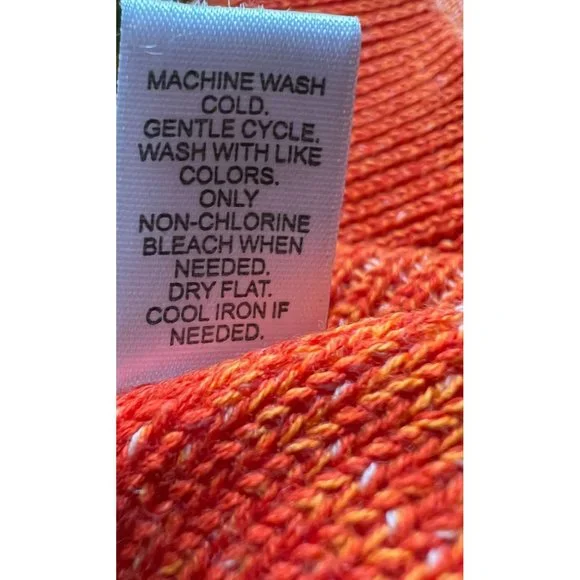 MACHINE WASH
COLD.
GENTLE CYCLE.
WASH WITH LIKE
COLORS.
ONLY
NON-CHLORINE
BLEACH WHEN
NEEDED.
DRY FLAT.
COOL IRON IF
NEEDED.